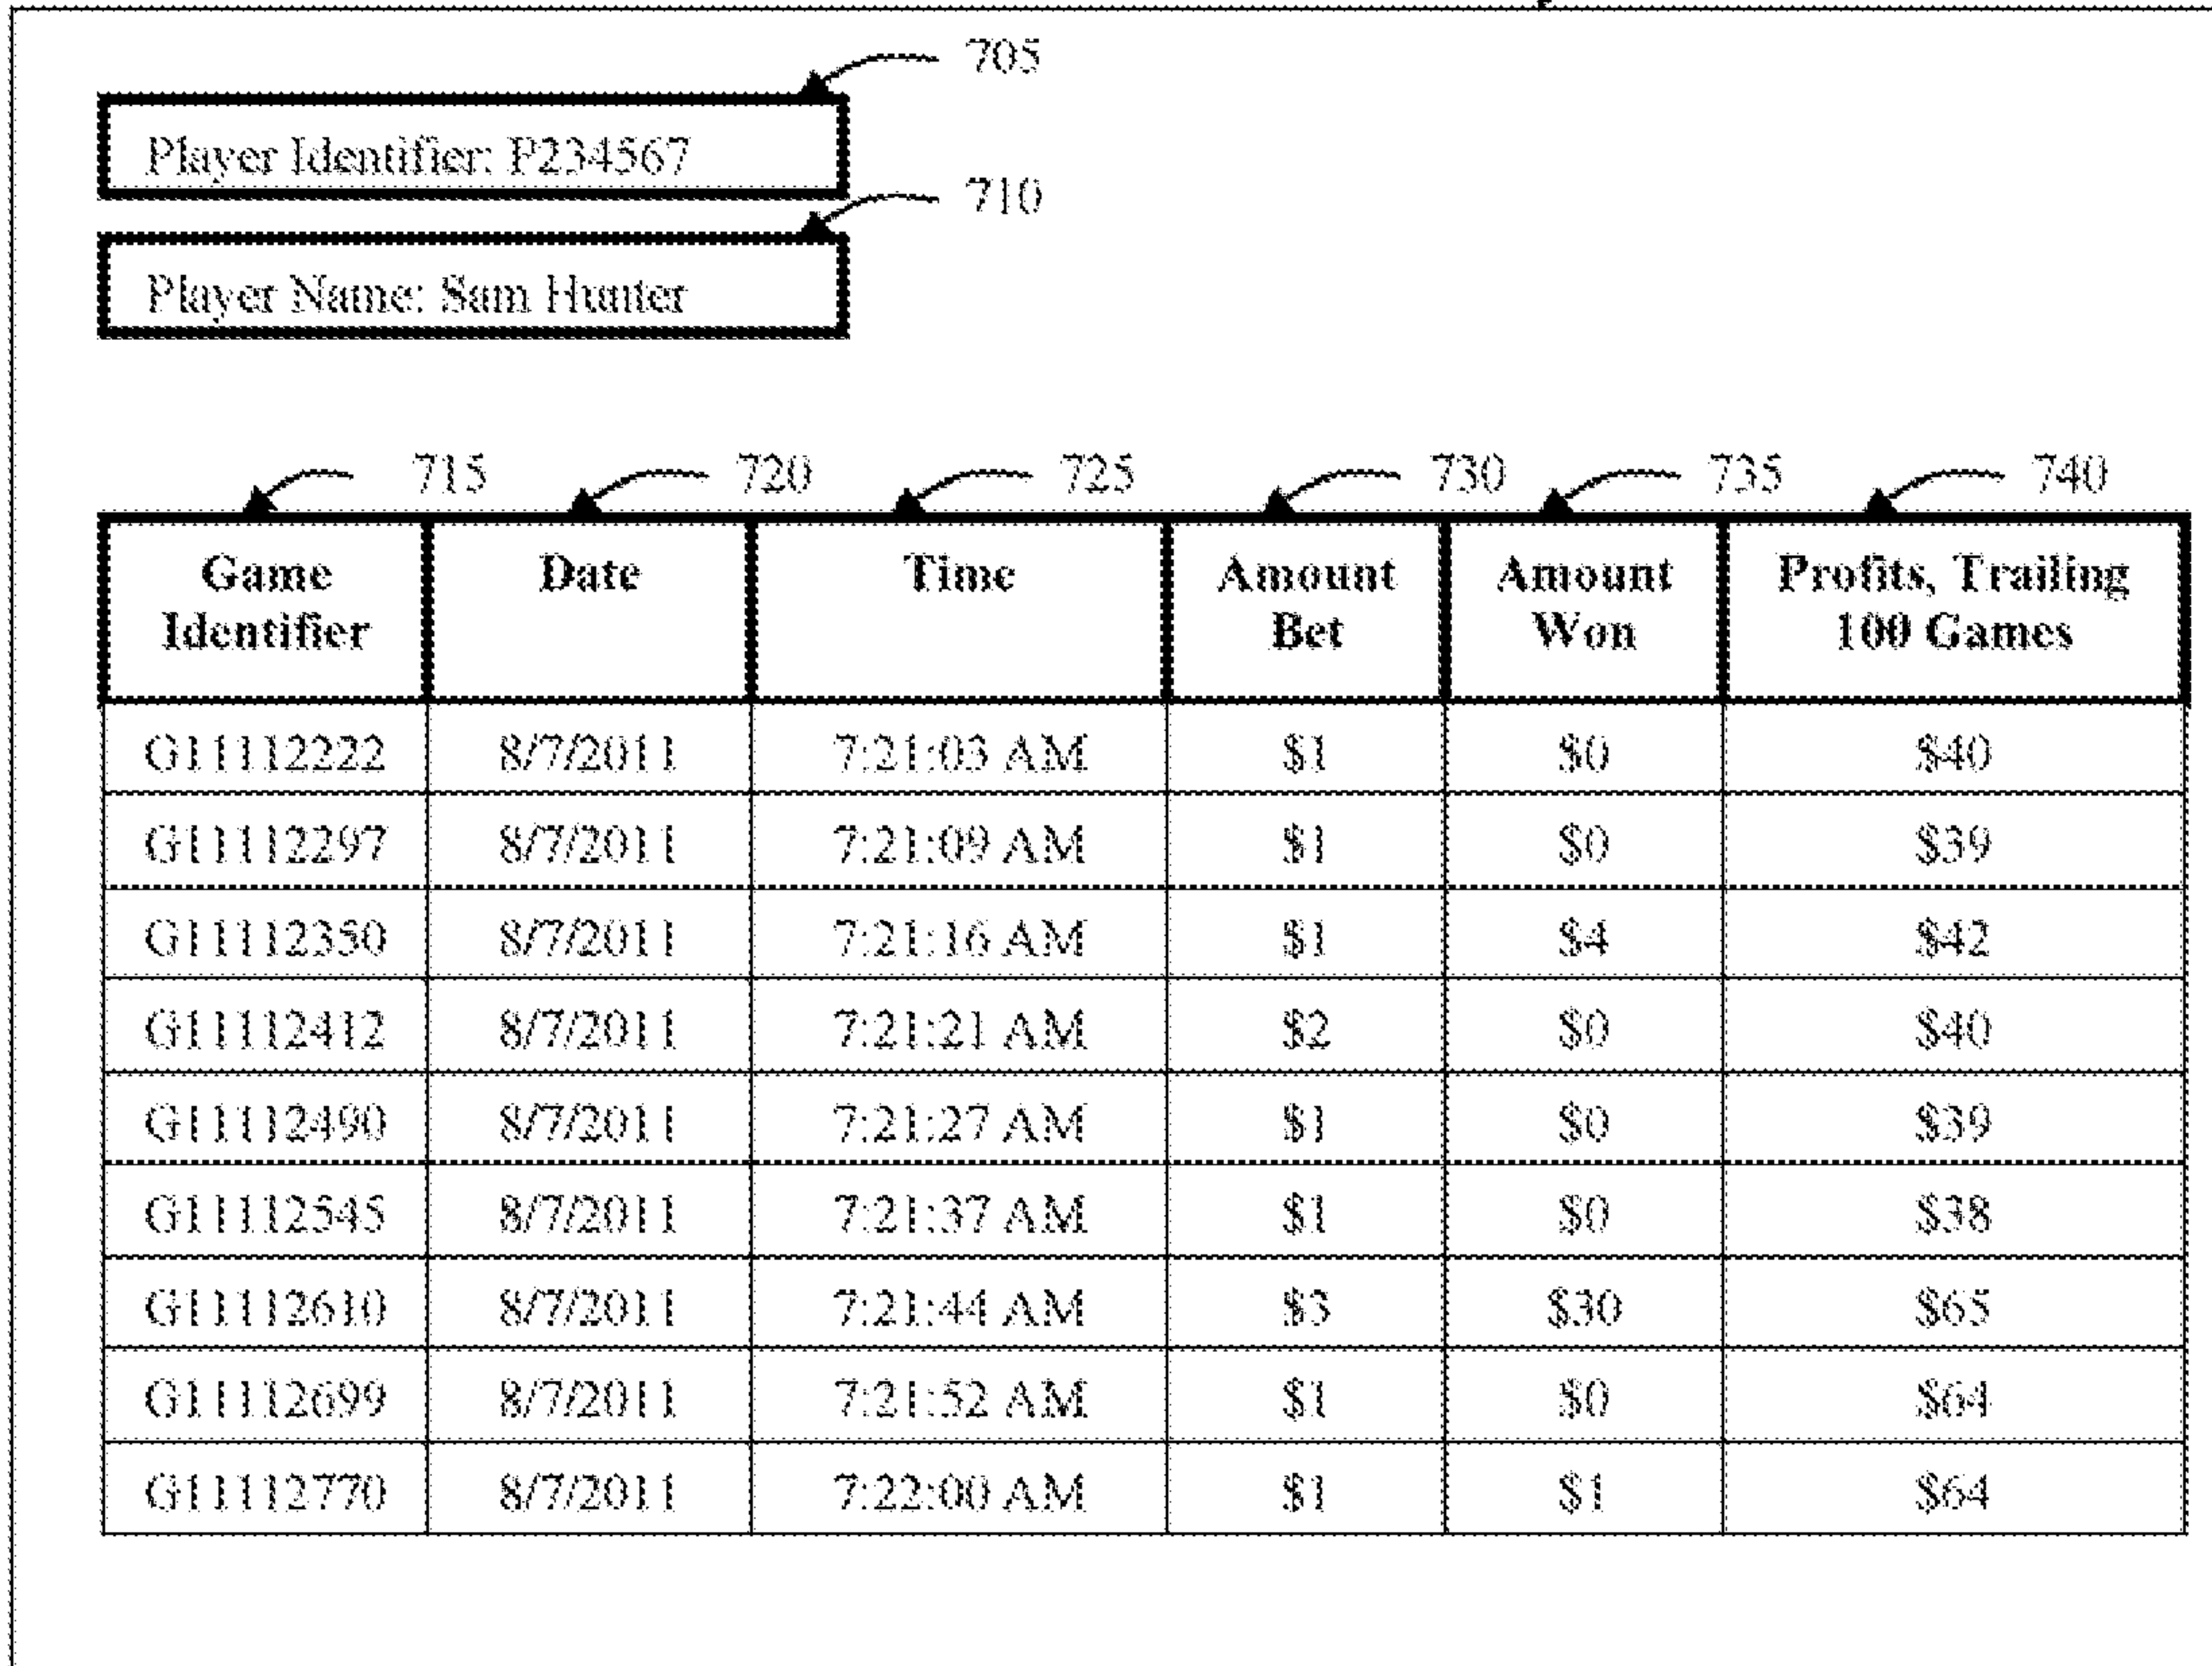 705
Player Identifier: P234567
710
Player Name: Sam Hunter
715 720 725 730 735 740
Game Identifier Date Time Amount Bet Amount Won Profits, Trailing 100 Games
G11112222 8/7/2011 7:21:03 AM $1 $0 $40
G11112297 8/7/2011 7:21:09 AM $1 $0 $39
G11112350 8/7/2011 7:21:16 AM $1 $4 $42
G11112412 8/7/2011 7:21:21 AM $2 $0 $40
G11112490 8/7/2011 7:21:27 AM $1 $0 $39
G11112545 8/7/2011 7:21:37 AM $1 $0 $38
G11112610 8/7/2011 7:21:44 AM $3 $30 $65
G11112699 8/7/2011 7:21:52 AM $1 $0 $64
G11112770 8/7/2011 7:22:00 AM $1 $1 $64